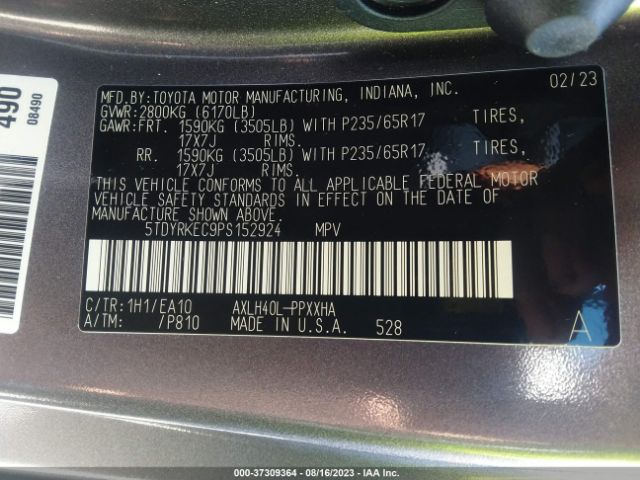 490
08490
MFD.BY:TOYOTA MOTOR MANUFACTURING, INDIANA, INC. 02/23
GVWR:2800KG (6170LB)
GAWR:FRT. 1590KG (3505LB) WITH P235/65R17 TIRES,
17X7J RIMS.
RR. 1590KG (3505LB) WITH P235/65R17 TIRES,
17X7J RIMS.
THIS VEHICLE CONFORMS TO ALL APPLICABLE FEDERAL MOTOR
VEHICLE SAFETY STANDARDS IN EFFECT ON THE DATE OF
MANUFACTURE SHOWN ABOVE.
5TDYRKEC9PS152924 MPV
C/TR:1H1/EA10 AXLH40L-PPXXHA
A/TM: /P810 MADE IN U.S.A. 528 A
000-37309364 | 08/16/2023 | IAA Inc.